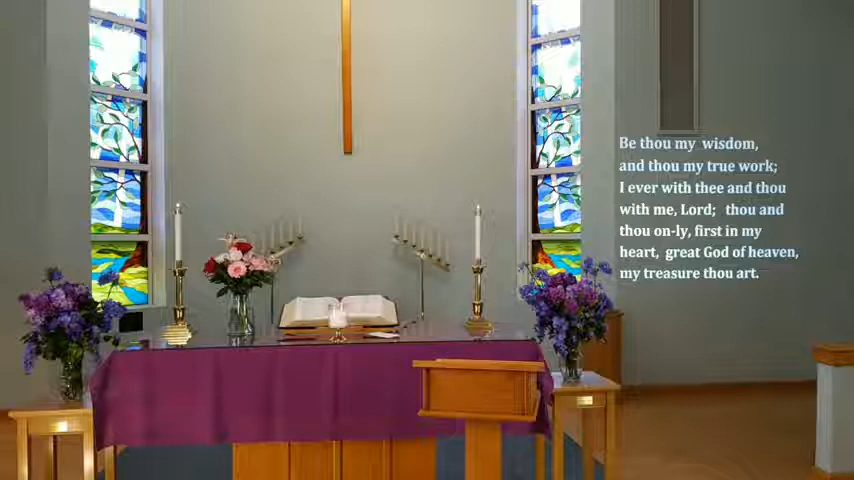 Be thou my wisdom,
and thou my true work;
I ever with thee and thou
with me, Lord; thou and
thou on-ly, first in my
heart, great God of heaven,
my treasure thou art.